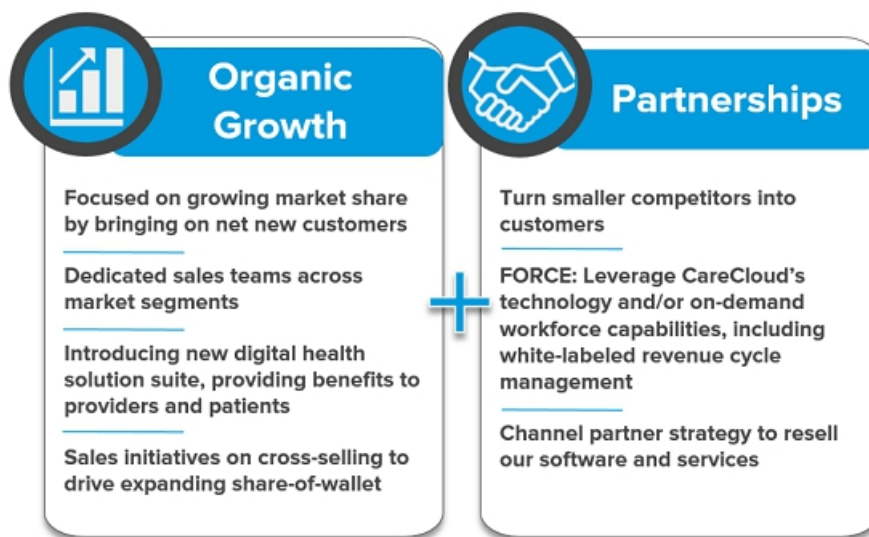 Organic
Growth
Focused on growing market share
by bringing on net new customers
Dedicated sales teams across
market segments
Introducing new digital health
solution suite, providing benefits to
providers and patients
Sales initiatives on cross-selling to
drive expanding share-of-wallet
+
Partnerships
Turn smaller competitors into
customers
FORCE: Leverage CareCloud’s
technology and/or on-demand
workforce capabilities, including
white-labeled revenue cycle
management
Channel partner strategy to resell
our software and services